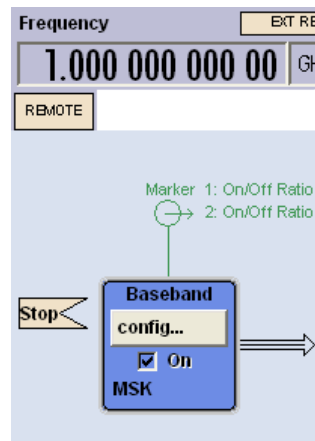 Frequency
EXT RE
1.000 000 000 00 GH
REMOTE
Marker 1: On/Off Ratio
2: On/Off Ratio
Baseband
Stop
config...
On
MSK